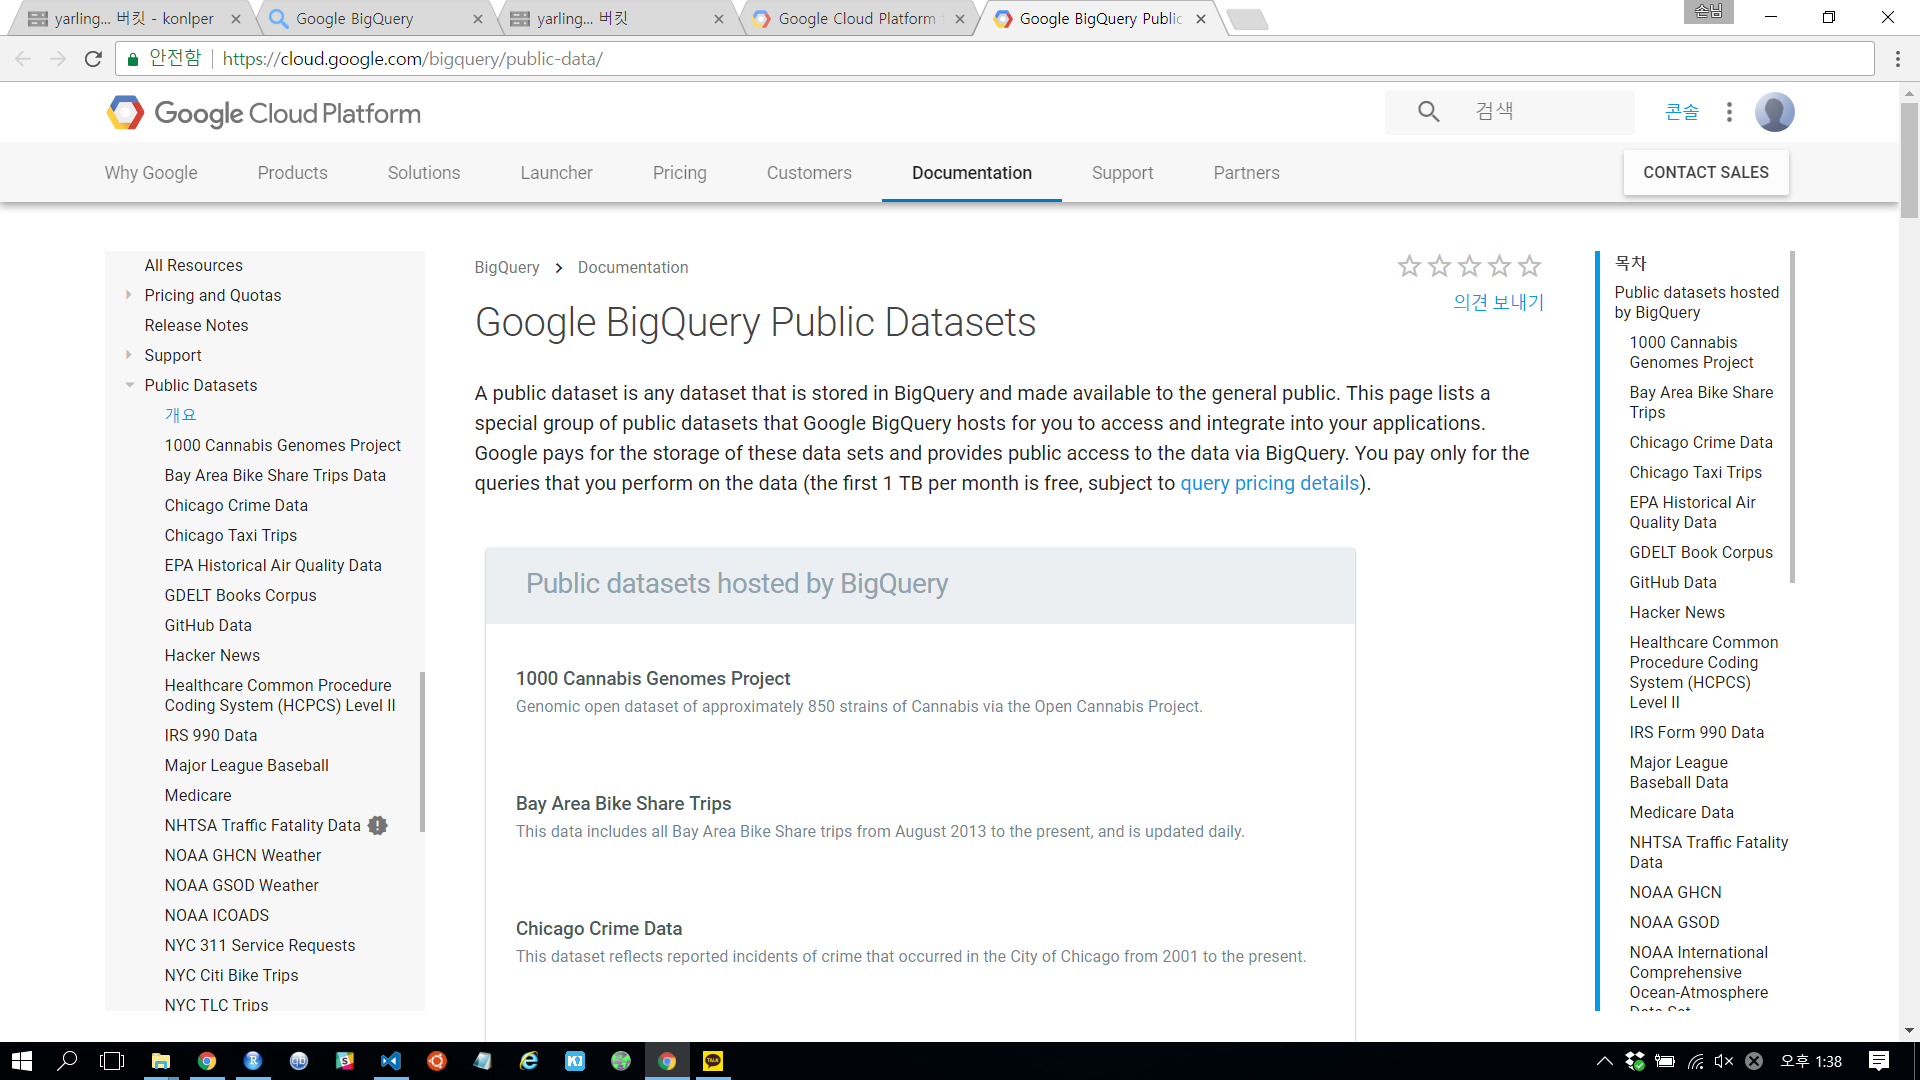 yarling... 버킷 - konlper
Google BigQuery
yarling... 버킷
Google Cloud Platform
Google BigQuery Public
손님
안전함
https://cloud.google.com/bigquery/public-data/
Google Cloud Platform
검색
콘솔
Why Google
Products
Solutions
Launcher
Pricing
Customers
Documentation
Support
Partners
CONTACT SALES
All Resources
Pricing and Quotas
Release Notes
Support
Public Datasets
개요
1000 Cannabis Genomes Project
Bay Area Bike Share Trips Data
Chicago Crime Data
Chicago Taxi Trips
EPA Historical Air Quality Data
GDELT Books Corpus
GitHub Data
Hacker News
Healthcare Common Procedure
Coding System (HCPCS) Level II
IRS 990 Data
Major League Baseball
Medicare
NHTSA Traffic Fatality Data
NOAA GHCN Weather
NOAA GSOD Weather
NOAA ICOADS
NYC 311 Service Requests
NYC Citi Bike Trips
NYC TLC Trips
BigQuery > Documentation
의견 보내기
Google BigQuery Public Datasets
A public dataset is any dataset that is stored in BigQuery and made available to the general public. This page lists a
special group of public datasets that Google BigQuery hosts for you to access and integrate into your applications.
Google pays for the storage of these data sets and provides public access to the data via BigQuery. You pay only for the
queries that you perform on the data (the first 1 TB per month is free, subject to query pricing details).
Public datasets hosted by BigQuery
1000 Cannabis Genomes Project
Genomic open dataset of approximately 850 strains of Cannabis via the Open Cannabis Project.
Bay Area Bike Share Trips
This data includes all Bay Area Bike Share trips from August 2013 to the present, and is updated daily.
Chicago Crime Data
This dataset reflects reported incidents of crime that occurred in the City of Chicago from 2001 to the present.
목차
Public datasets hosted
by BigQuery
1000 Cannabis
Genomes Project
Bay Area Bike Share
Trips
Chicago Crime Data
Chicago Taxi Trips
EPA Historical Air
Quality Data
GDELT Book Corpus
GitHub Data
Hacker News
Healthcare Common
Procedure Coding
System (HCPCS)
Level II
IRS Form 990 Data
Major League
Baseball Data
Medicare Data
NHTSA Traffic Fatality
Data
NOAA GHCN
NOAA GSOD
NOAA International
Comprehensive
Ocean-Atmosphere
Data Set
TALK
오후 1:38